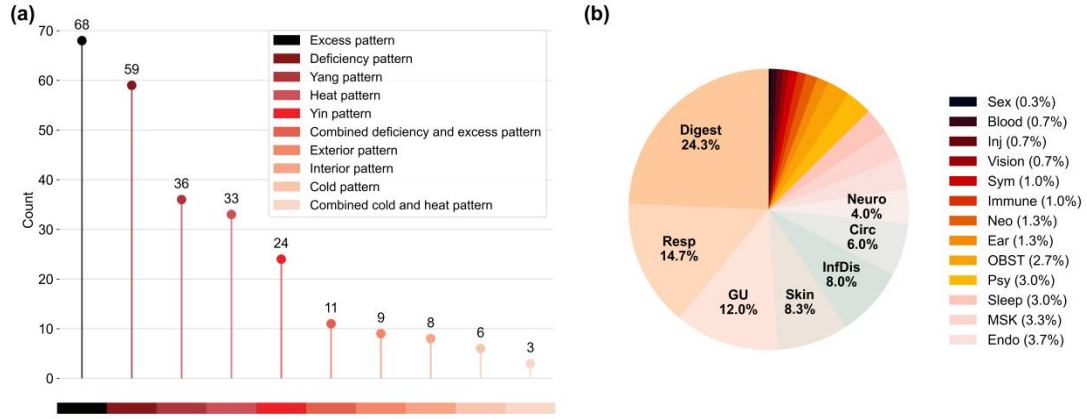 (a)
Count
70
60
50
40
30
20
10
0
68
59
36
33
24
11
9
8
6
3
Excess pattern
Deficiency pattern
Yang pattern
Heat pattern
Yin pattern
Combined deficiency and excess pattern
Exterior pattern
Interior pattern
Cold pattern
Combined cold and heat pattern
(b)
Digest
24.3%
Resp
14.7%
GU
12.0%
Skin
8.3%
InfDis
8.0%
Circ
6.0%
Neuro
4.0%
Sex (0.3%)
Blood (0.7%)
Inj (0.7%)
Vision (0.7%)
Sym (1.0%)
Immune (1.0%)
Neo (1.3%)
Ear (1.3%)
OBST (2.7%)
Psy (3.0%)
Sleep (3.0%)
MSK (3.3%)
Endo (3.7%)